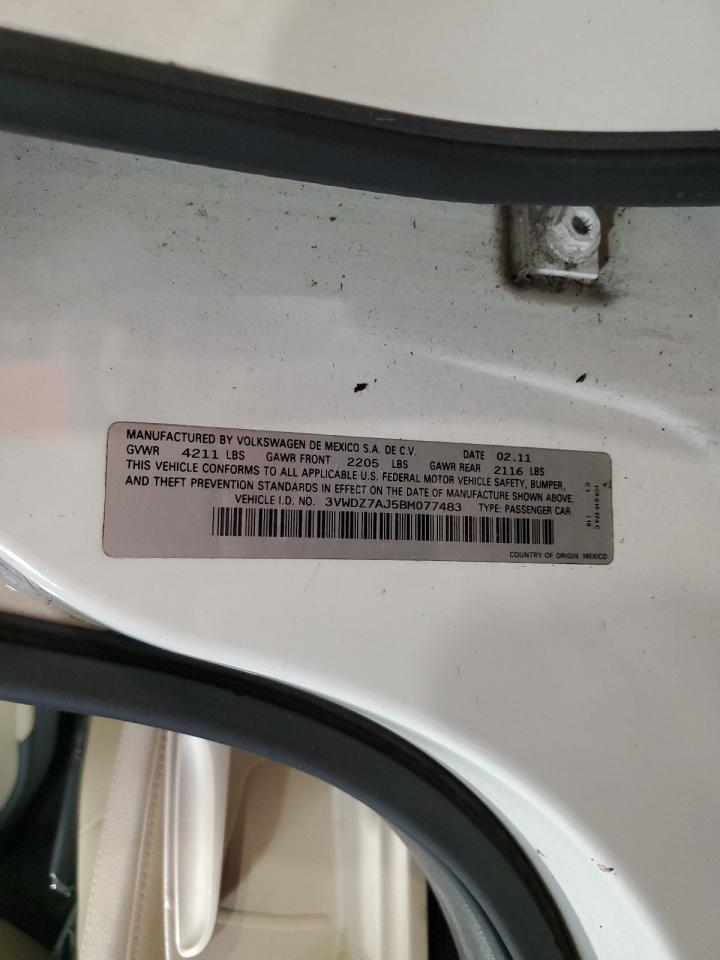 MANUFACTURED BY VOLKSWAGEN DE MEXICO S.A. DE C.V. DATE 02.11
GVWR 4211 LBS GAWR FRONT 2205 LBS GAWR REAR 2116 LBS
THIS VEHICLE CONFORMS TO ALL APPLICABLE U.S. FEDERAL MOTOR VEHICLE SAFETY, BUMPER,
AND THEFT PREVENTION STANDARDS IN EFFECT ON THE DATE OF MANUFACTURE SHOWN ABOVE.
VEHICLE I.D. NO. 3VWDZ7AJ5BM077483 TYPE: PASSENGER CAR
COUNTRY OF ORIGIN: MEXICO